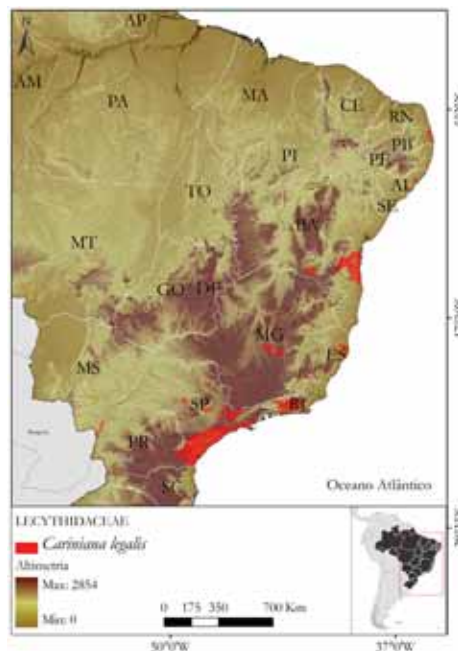 N
AP
AM
PA
MA
CE
RN
PB
PE
PI
AL
SE
TO
BA
MT
GO DF
MG
ES
MS
SP
RJ
PR
SC
Oceano Atlântico
LECYTHIDACEAE
Cariniana legalis
Altimetria
Max: 2854
Min: 0
0 175 350 700 Km
50°0'W
37°0'W